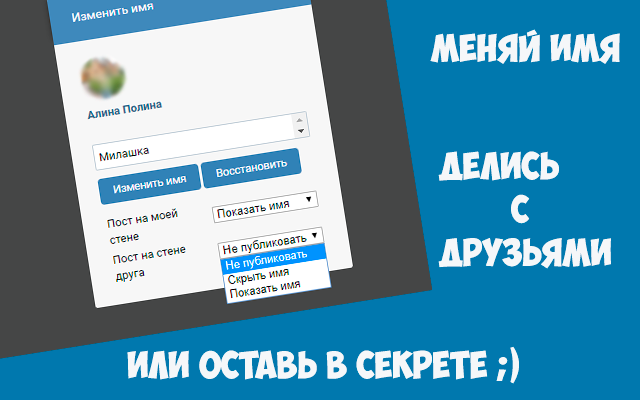 Изменить имя
Алина Полина
Милашка
Изменить имя
Восстановить
Пост на моей
стене
Показать имя
Пост на стене
друга
Не публиковать
Не публиковать
Скрыть имя
Показать имя
МЕНЯЙ ИМЯ
ДЕЛИСЬ
С
ДРУЗЬЯМИ
ИЛИ ОСТАВЬ В СЕКРЕТЕ ;)